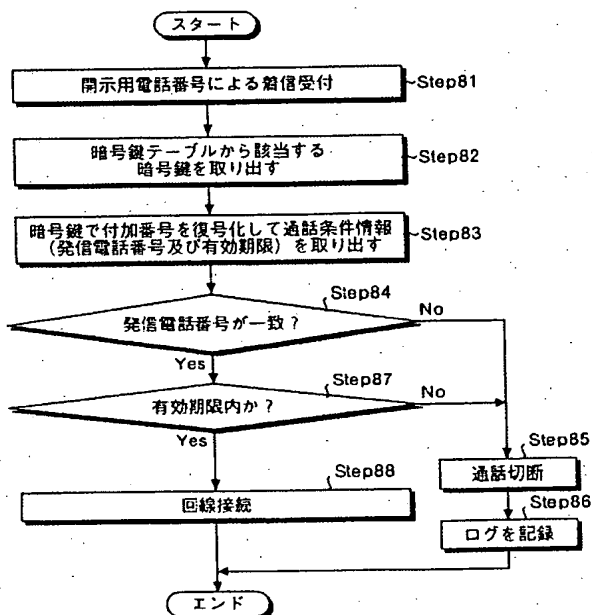 スタート
開示用電話番号による着信受付
Step81
暗号鍵テーブルから該当する
暗号鍵を取り出す
Step82
暗号鍵で付加番号を復号化して通話条件情報
(発信電話番号及び有効期限)を取り出す
Step83
Step84
発信電話番号が一致?
No
Yes
Step87
有効期限内か?
No
Yes
Step85
通話切断
Step88
回線接続
Step86
ログを記録
エンド